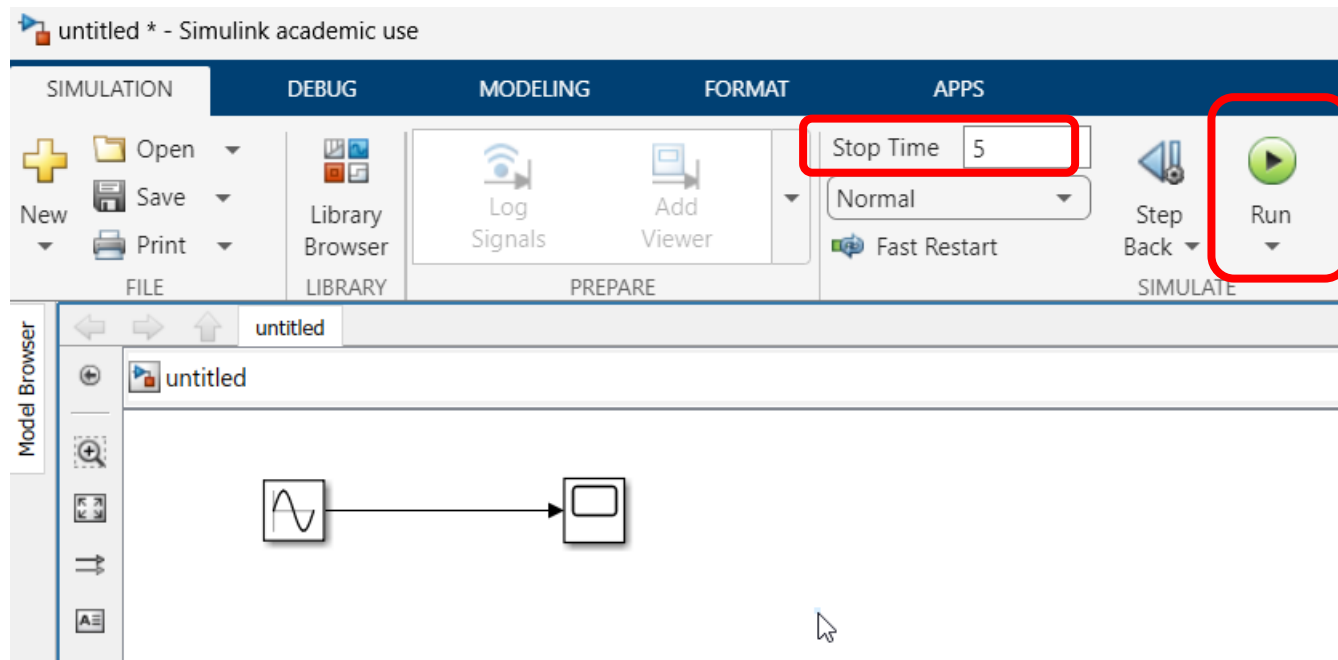 untitled * - Simulink academic use
SIMULATION DEBUG MODELING FORMAT APPS
New
Open
Save
Print
FILE
Library
Browser
LIBRARY
Log
Signals
Add
Viewer
PREPARE
Stop Time 5
Normal
Fast Restart
Step
Back
Run
SIMULATE
Model Browser
untitled
untitled
A